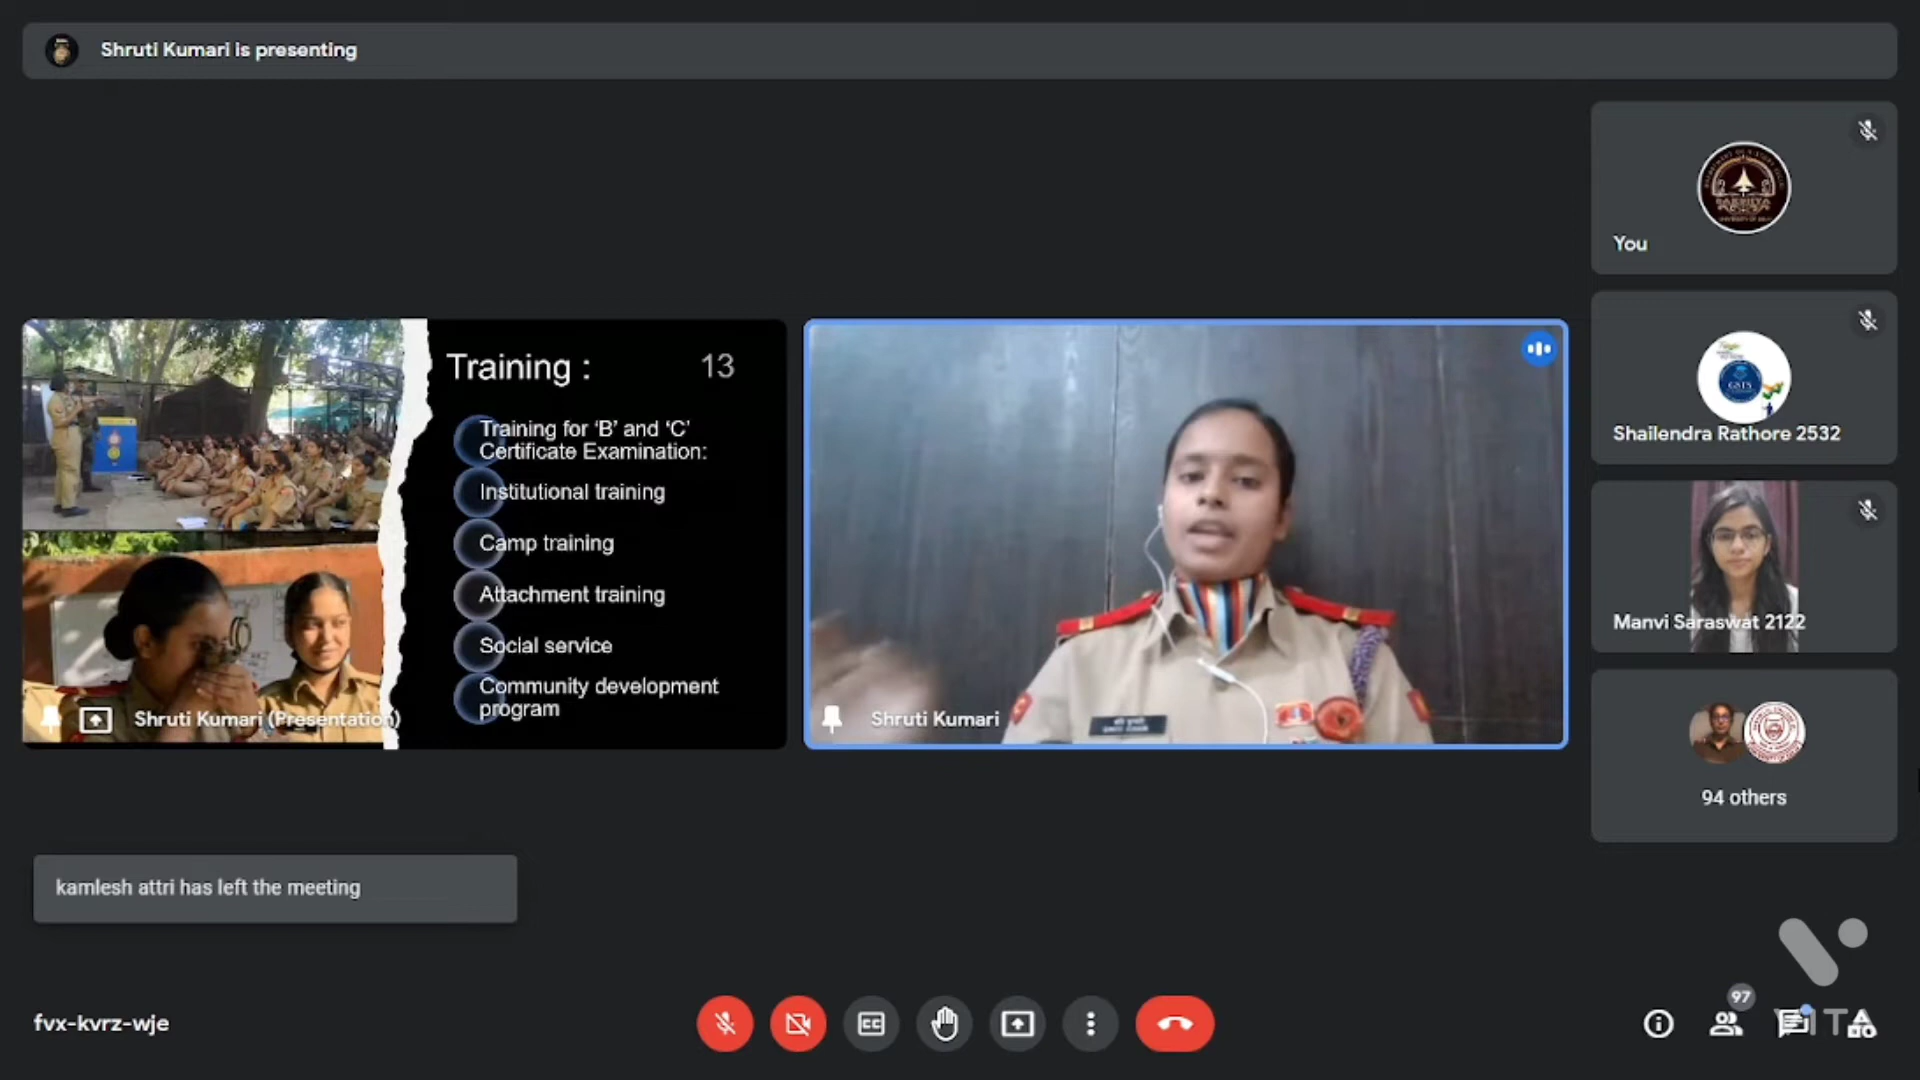 Shruti Kumari is presenting
You
Training :
13
Training for ‘B’ and ‘C’
Certificate Examination:
Institutional training
Camp training
Attachment training
Social service
Community development
program
Shruti Kumari (Presentation)
Shruti Kumari
Shailendra Rathore 2532
Manvi Saraswat 2122
94 others
kamlesh attri has left the meeting
fvx-kvrz-wje
97
VITA